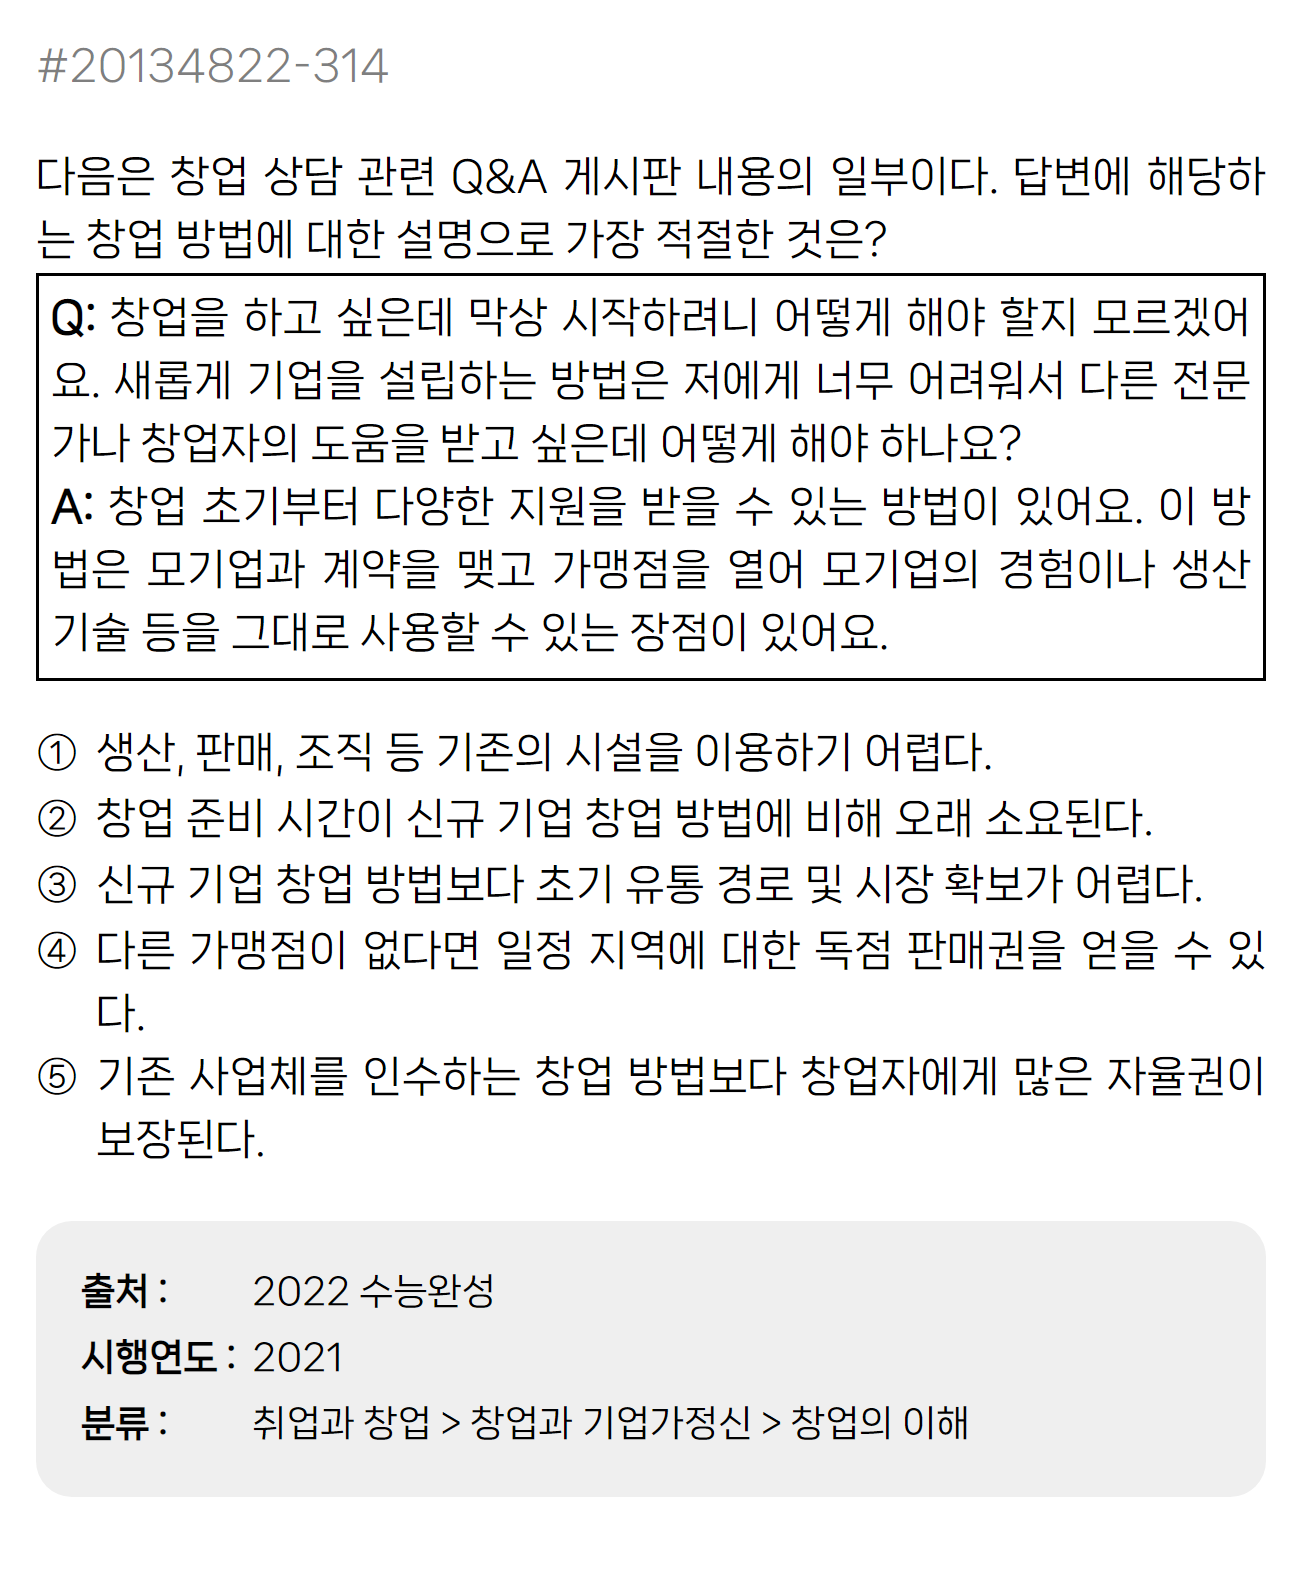 #20134822-314
다음은 창업 상담 관련 Q&A 게시판 내용의 일부이다. 답변에 해당하
는 창업 방법에 대한 설명으로 가장 적절한 것은?
Q: 창업을 하고 싶은데 막상 시작하려니 어떻게 해야 할지 모르겠어
요. 새롭게 기업을 설립하는 방법은 저에게 너무 어려워서 다른 전문
가나 창업자의 도움을 받고 싶은데 어떻게 해야 하나요?
A: 창업 초기부터 다양한 지원을 받을 수 있는 방법이 있어요. 이 방
법은 모기업과 계약을 맺고 가맹점을 열어 모기업의 경험이나 생산
기술 등을 그대로 사용할 수 있는 장점이 있어요.
① 생산, 판매, 조직 등 기존의 시설을 이용하기 어렵다.
② 창업 준비 시간이 신규 기업 창업 방법에 비해 오래 소요된다.
③ 신규 기업 창업 방법보다 초기 유통 경로 및 시장 확보가 어렵다.
④ 다른 가맹점이 없다면 일정 지역에 대한 독점 판매권을 얻을 수 있
다.
⑤ 기존 사업체를 인수하는 창업 방법보다 창업자에게 많은 자율권이
보장된다.
출처 : 2022 수능완성
시행연도 : 2021
분류 : 취업과 창업 > 창업과 기업가정신 > 창업의 이해